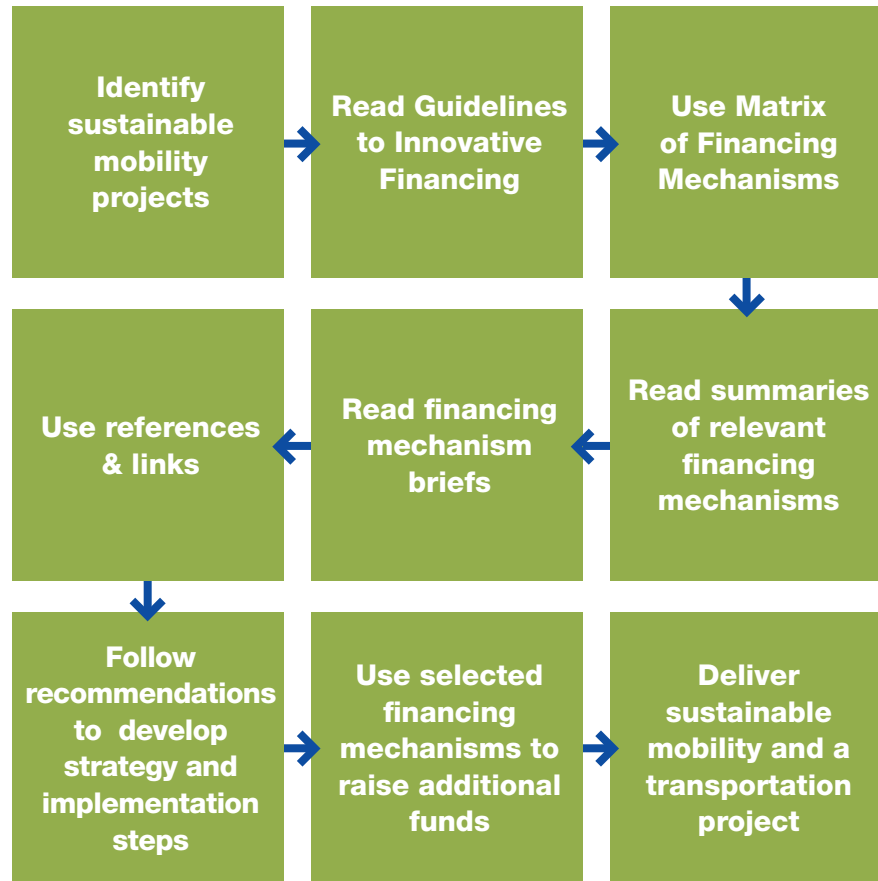 Identify
sustainable
mobility
projects
Read Guidelines
to Innovative
Financing
Use Matrix
of Financing
Mechanisms
Read summaries
of relevant
financing
mechanisms
Read financing
mechanism
briefs
Use references
& links
Follow
recommendations
to develop
strategy and
implementation
steps
Use selected
financing
mechanisms to
raise additional
funds
Deliver
sustainable
mobility and a
transportation
project